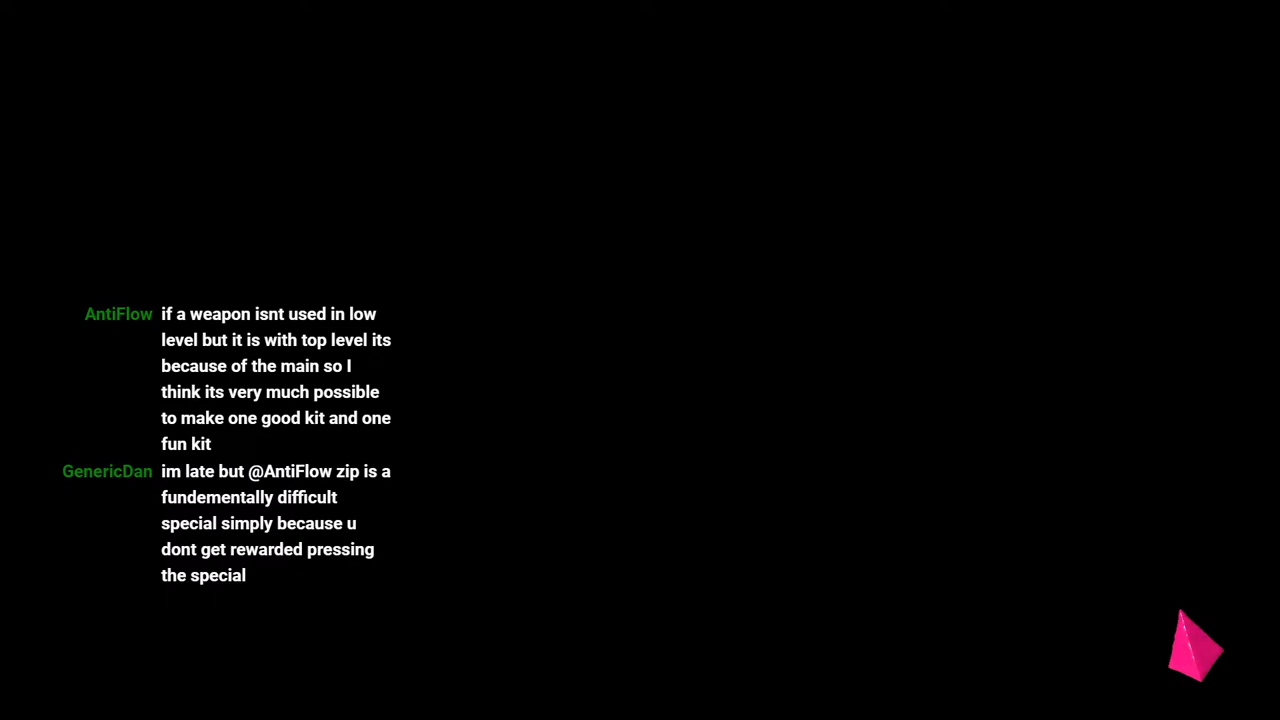 AntiFlow if a weapon isnt used in low
level but it is with top level its
because of the main so I
think its very much possible
to make one good kit and one
fun kit
GenericDan im late but @AntiFlow zip is a
fundementally difficult
special simply because u
dont get rewarded pressing
the special